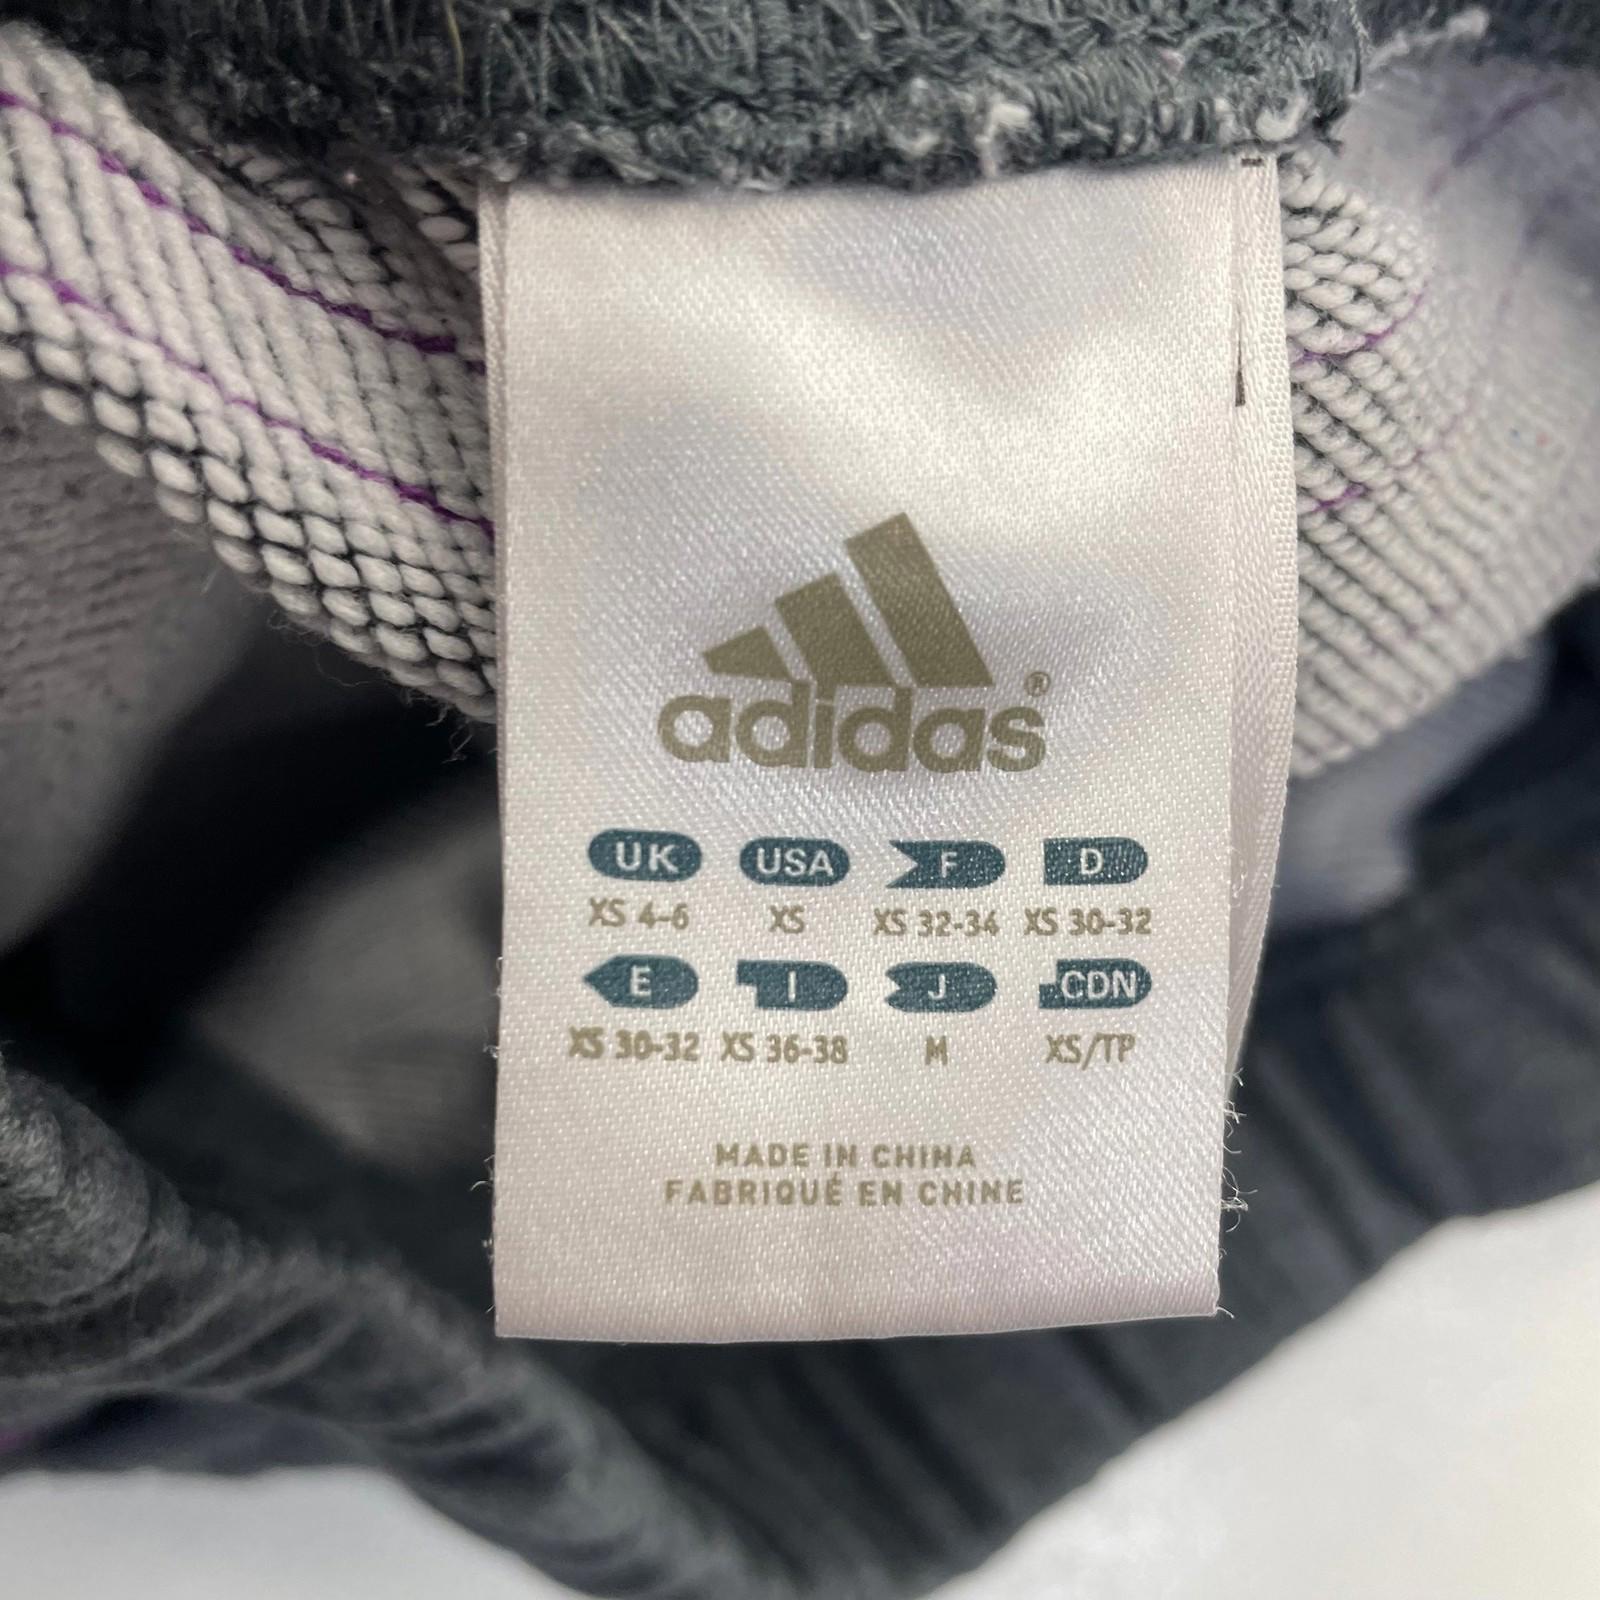 adidas®
UK USA F D
XS 4-6 XS XS 32-34 XS 30-32
E I J CDN
XS 30-32 XS 36-38 M XS/TP
MADE IN CHINA
FABRIQUÉ EN CHINE